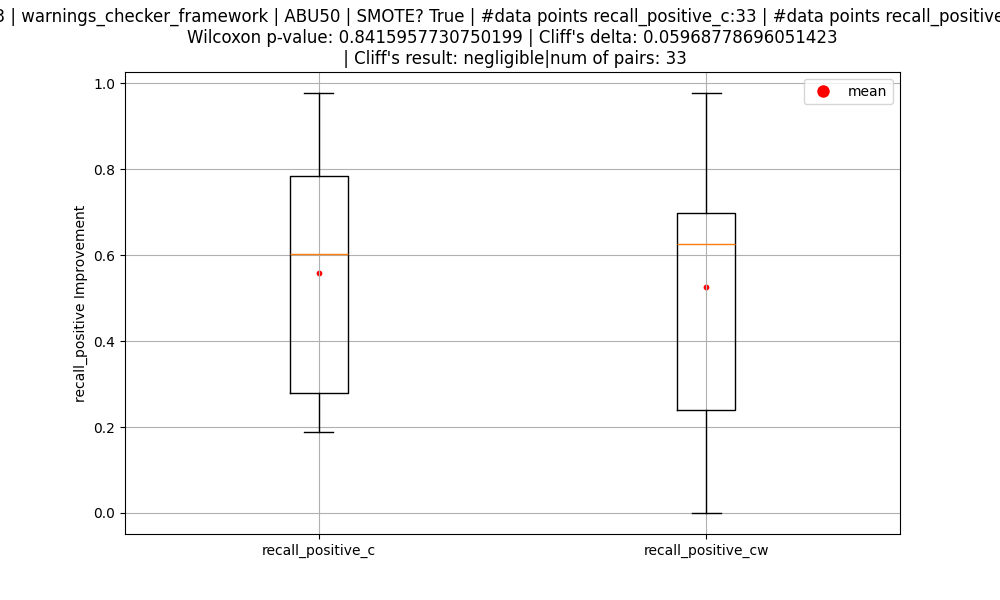 3 | warnings_checker_framework | ABU50 | SMOTE? True | #data points recall_positive_c:33 | #data points recall_positive
Wilcoxon p-value: 0.8415957730750199 | Cliff's delta: 0.05968778696051423
| Cliff's result: negligible|num of pairs: 33
mean
1.0
0.8
0.6
0.4
0.2
0.0
recall_positive Improvement
recall_positive_c
recall_positive_cw